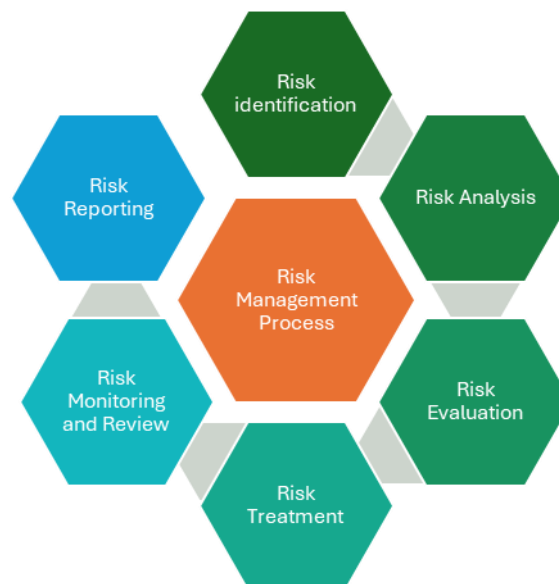 Risk
identification
Risk Analysis
Risk
Evaluation
Risk
Treatment
Risk
Monitoring
and Review
Risk
Reporting
Risk
Management
Process